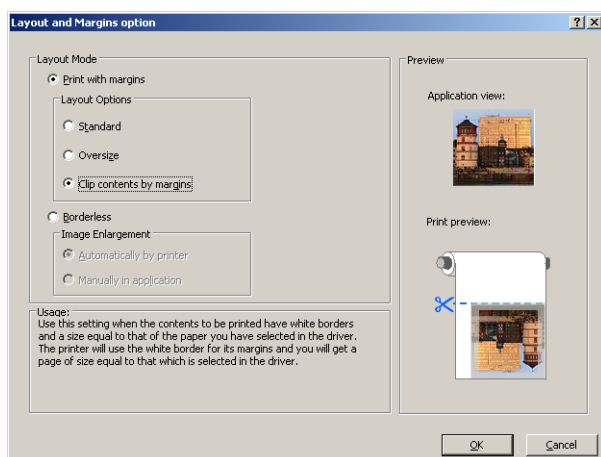 Layout and Margins option
Layout Mode
Print with margins
Layout Options
Standard
Oversize
Clip contents by margins
Borderless
Image Enlargement
Automatically by printer
Manually in application
Usage:
Use this setting when the contents to be printed have white borders
and a size equal to that of the paper you have selected in the driver.
The printer will use the white border for its margins and you will get a
page of size equal to that which is selected in the driver.
Preview
Application view:
Print preview:
OK
Cancel